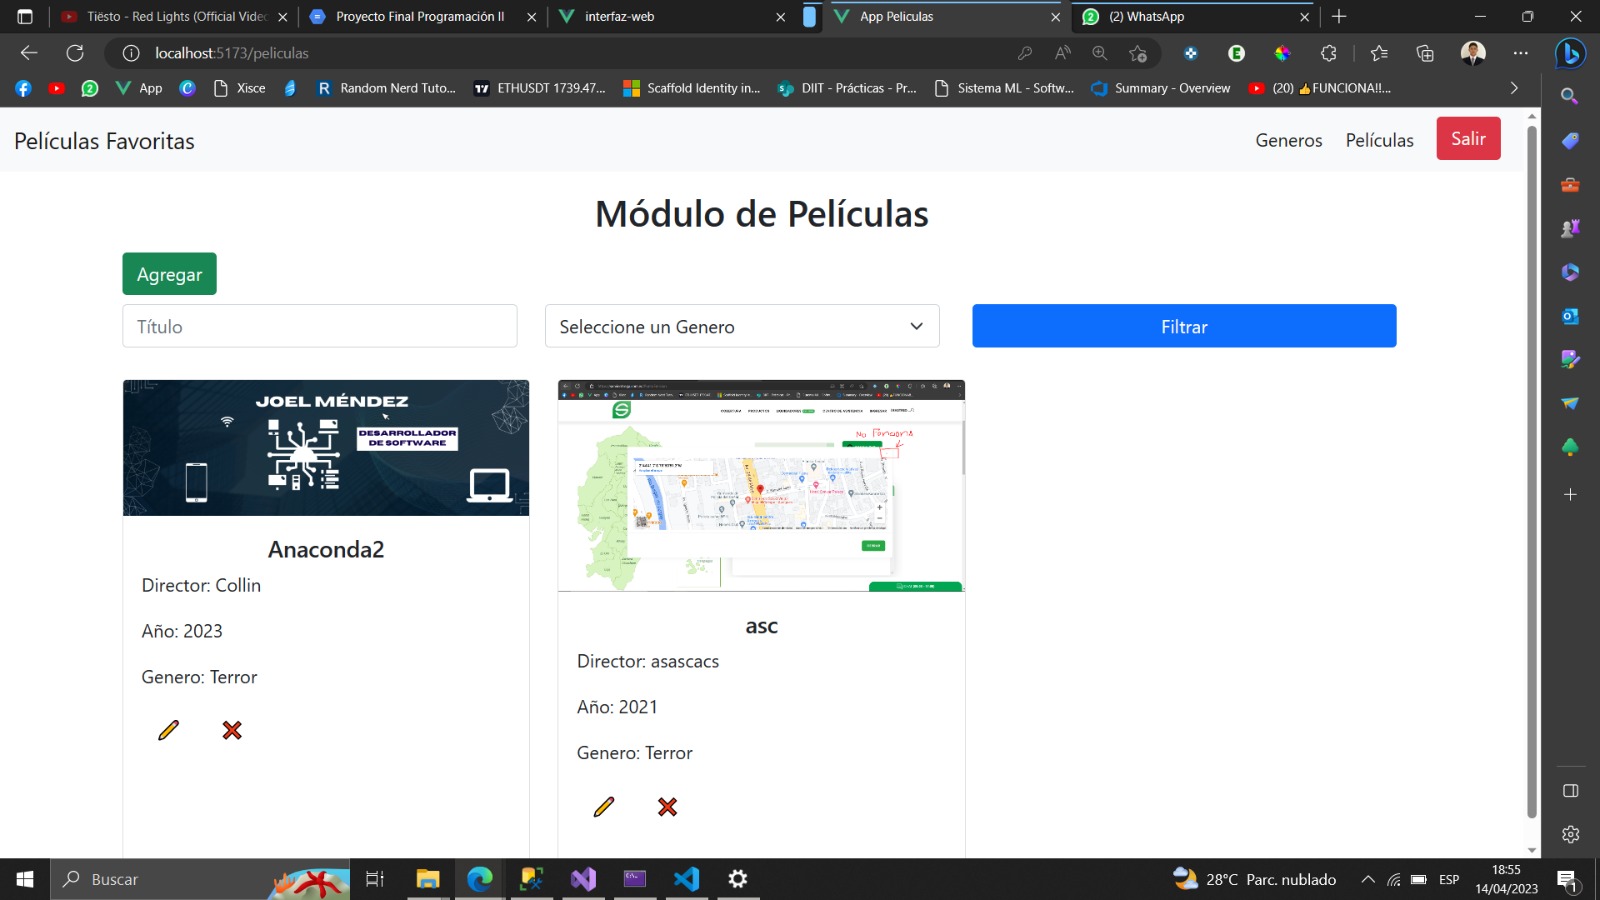 Tiësto - Red Lights (Official Vide
Proyecto Final Programación II
interfaz-web
App Peliculas
(2) WhatsApp
localhost:5173/peliculas
App
Xisce
Random Nerd Tuto...
ETHUSDT 1739.47...
Scaffold Identity in...
DIIT - Prácticas - Pr...
Sistema ML - Softw...
Summary - Overview
(20) 👍FUNCIONA!!...
Películas Favoritas
Generos
Películas
Salir
Módulo de Películas
Agregar
Título
Seleccione un Genero
Filtrar
JOEL MÉNDEZ
DESARROLLADOR
DE SOFTWARE
Anaconda2
Director: Collin
Año: 2023
Genero: Terror
No Funciona
asc
Director: asascacs
Año: 2021
Genero: Terror
Buscar
28°C Parc. nublado
ESP
18:55
14/04/2023
1